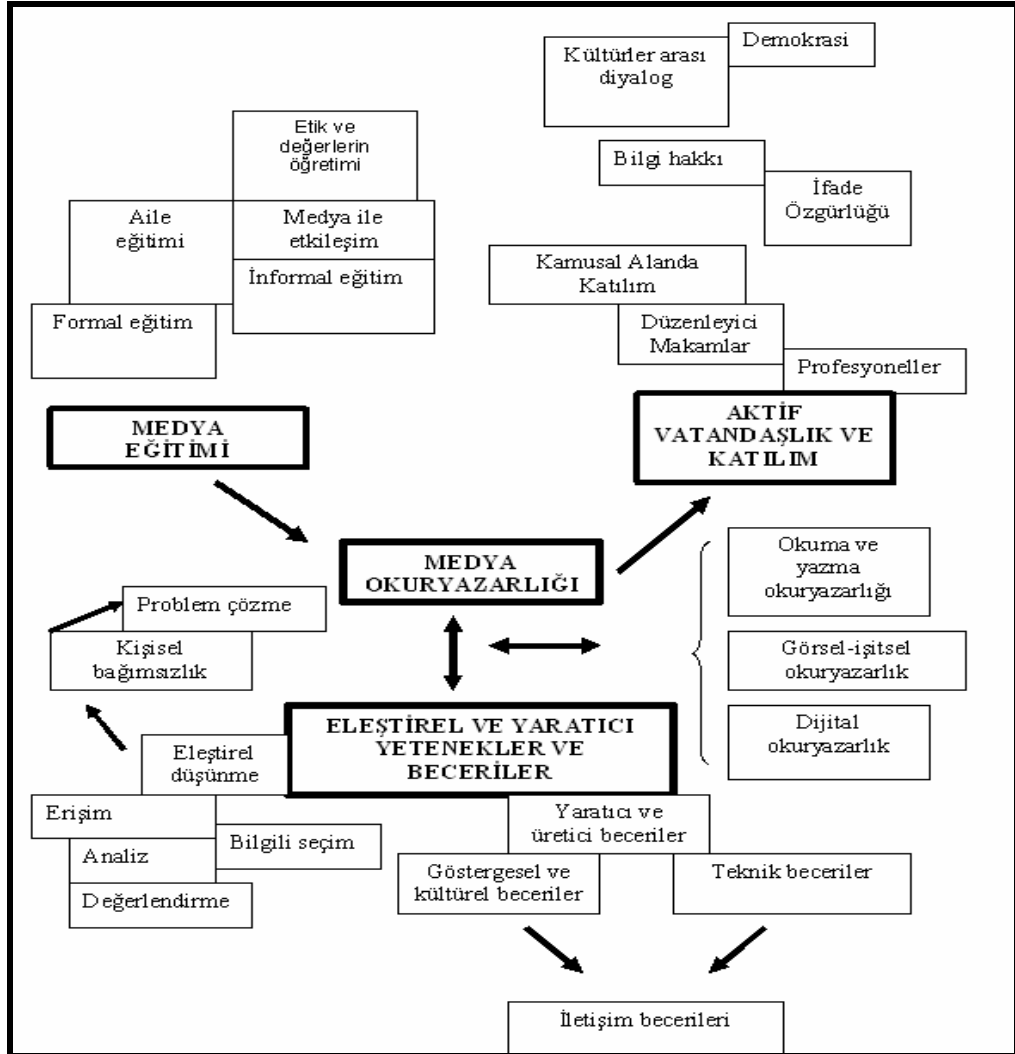 Demokrasi
Kültürler arası
diyalog
Etik ve
değerlerin
öğretimi
Bilgi hakkı
İfade
Özgürlüğü
Aile
eğitimi
Medya ile
etkileşim
Kamusal Alanda
Katılım
İnformal eğitim
Formal eğitim
Düzenleyici
Makamlar
Profesyoneller
MEDYA
EĞİTİMİ
AKTİF
VATANDAŞLIK VE
KATILIM
MEDYA
OKURYAZARLIĞI
Okuma ve
yazma
okuryazarlığı
Problem çözme
Kişisel
bağımsızlık
Görsel-işitsel
okuryazarlık
ELEŞTİREL VE YARATICI
YETENEKLER VE
BECERİLER
Dijital
okuryazarlık
Eleştirel
düşünme
Erişim
Bilgili seçim
Analiz
Değerlendirme
Yaratıcı ve
üretici beceriler
Göstergesel ve
kültürel beceriler
Teknik beceriler
İletişim becerileri